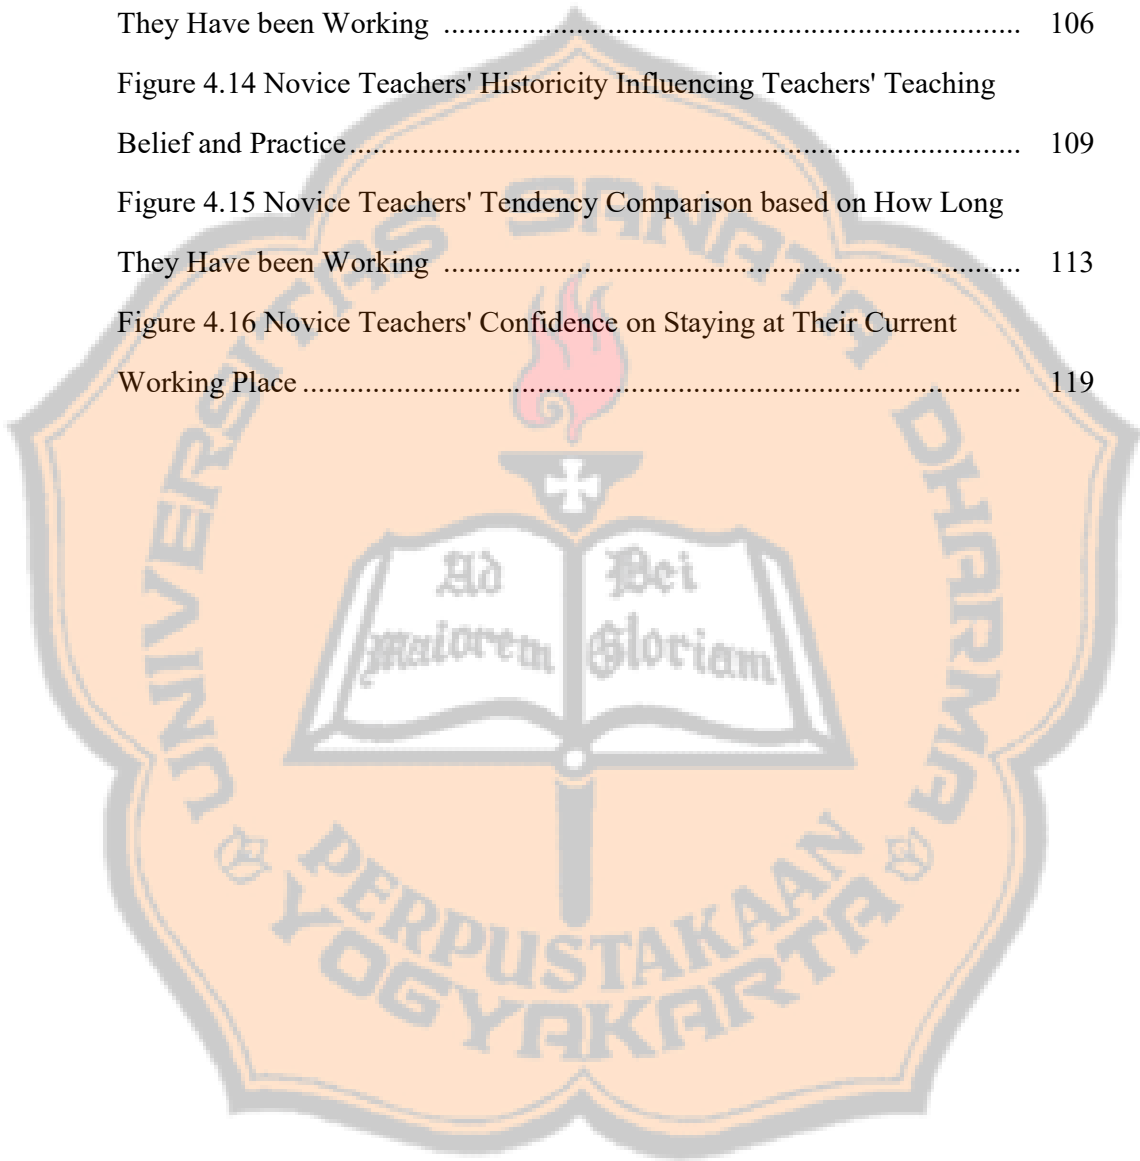 They Have been Working ........................................................................... 106
Figure 4.14 Novice Teachers' Historicity Influencing Teachers' Teaching
Belief and Practice....................................................................................... 109
Figure 4.15 Novice Teachers' Tendency Comparison based on How Long
They Have been Working ........................................................................... 113
Figure 4.16 Novice Teachers' Confidence on Staying at Their Current
Working Place ............................................................................................. 119
UNIVERSITAS SANATA DHARMA
Ad Dei
maiorem Gloriam
PERPUSTAKAAN
YOGYAKARTA